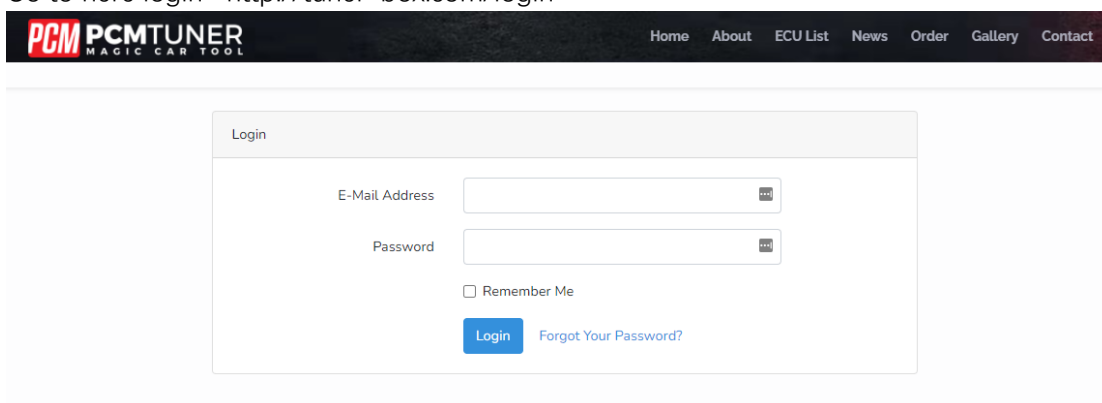 PCM PCMTUNER
MAGIC CAR TOOL
Home About ECU List News Order Gallery Contact
Login
E-Mail Address
Password
Remember Me
Login Forgot Your Password?